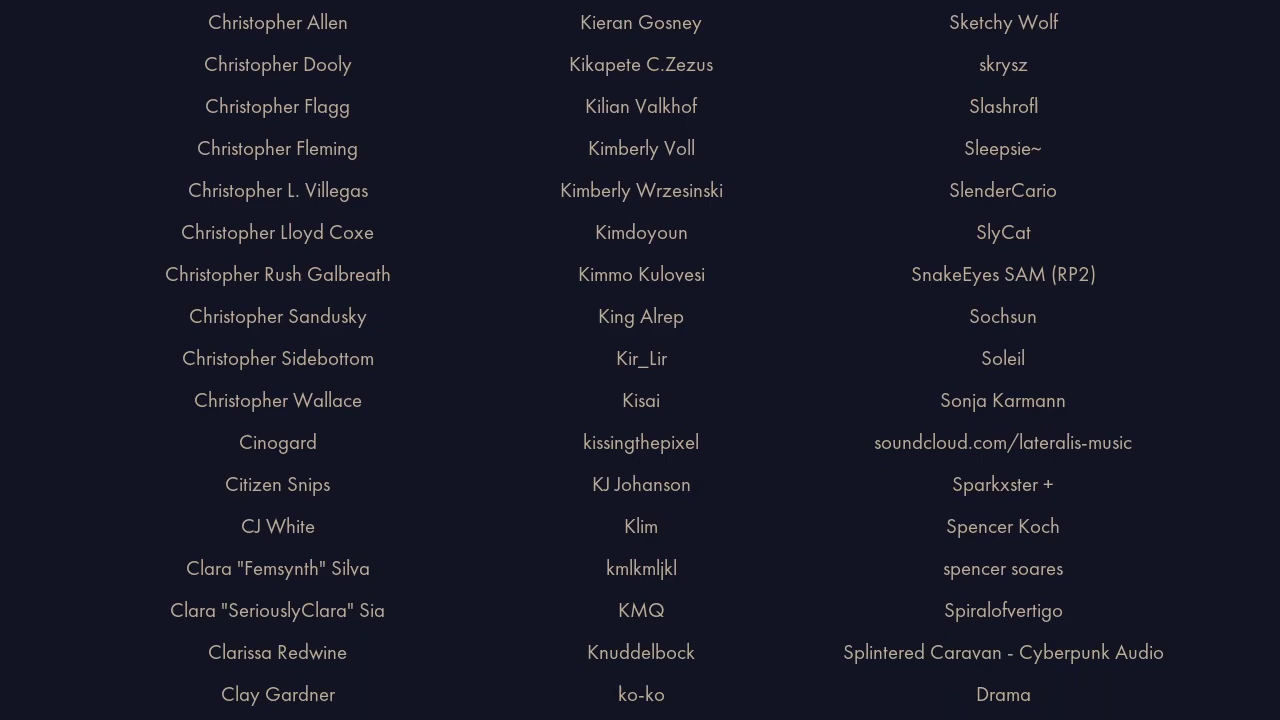 Christopher Allen
Christopher Dooly
Christopher Flagg
Christopher Fleming
Christopher L. Villegas
Christopher Lloyd Coxe
Christopher Rush Galbreath
Christopher Sandusky
Christopher Sidebottom
Christopher Wallace
Cinogard
Citizen Snips
CJ White
Clara "Femsynth" Silva
Clara "SeriouslyClara" Sia
Clarissa Redwine
Clay Gardner
Kieran Gosney
Kikapete C.Zezus
Kilian Valkhof
Kimberly Voll
Kimberly Wrzesinski
Kimdoyoun
Kimmo Kulovesi
King Alrep
Kir_Lir
Kisai
kissingthepixel
KJ Johanson
Klim
kmlkmljkl
KMQ
Knuddelbock
ko-ko
Sketchy Wolf
skrysz
Slashrofl
Sleepsie~
SlenderCario
SlyCat
SnakeEyes SAM (RP2)
Sochsun
Soleil
Sonja Karmann
soundcloud.com/lateralis-music
Sparkxster +
Spencer Koch
spencer soares
Spiralofvertigo
Splintered Caravan - Cyberpunk Audio
Drama